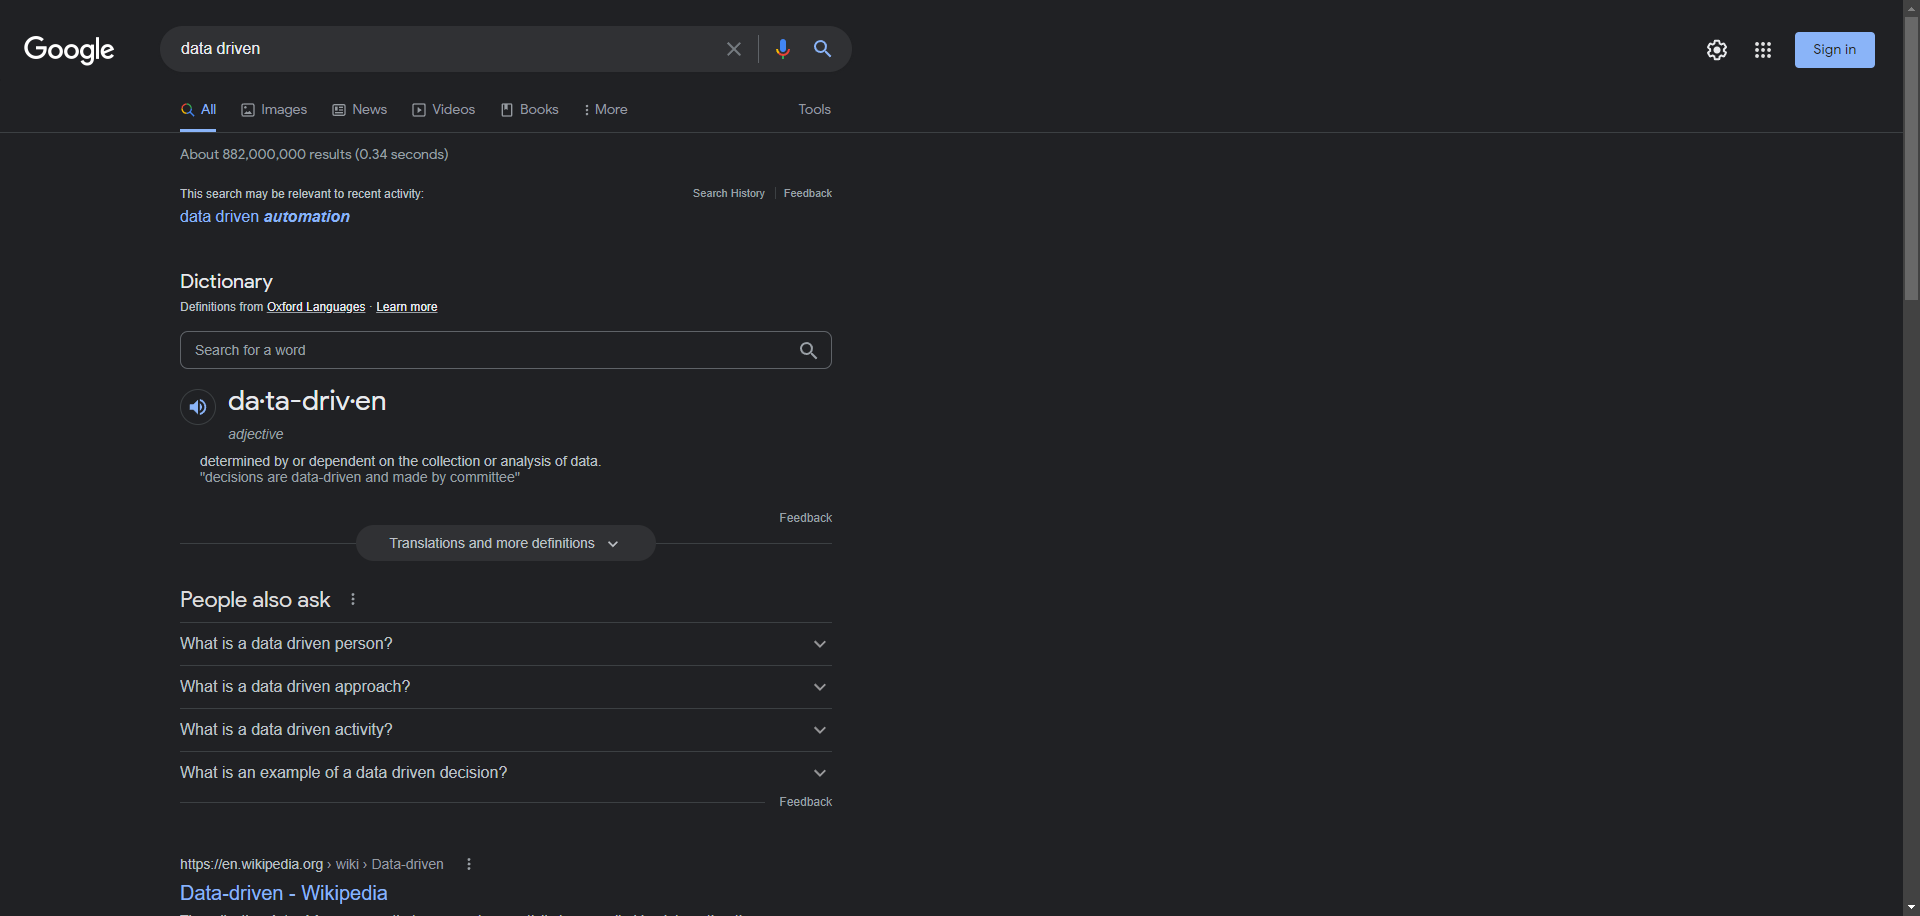 Google
data driven
Sign in
All
Images
News
Videos
Books
More
Tools
About 882,000,000 results (0.34 seconds)
This search may be relevant to recent activity:
Search History
Feedback
data driven automation
Dictionary
Definitions from Oxford Languages · Learn more
Search for a word
da·ta-driv·en
adjective
determined by or dependent on the collection or analysis of data.
"decisions are data-driven and made by committee"
Feedback
Translations and more definitions
People also ask
What is a data driven person?
What is a data driven approach?
What is a data driven activity?
What is an example of a data driven decision?
Feedback
https://en.wikipedia.org › wiki › Data-driven
Data-driven - Wikipedia